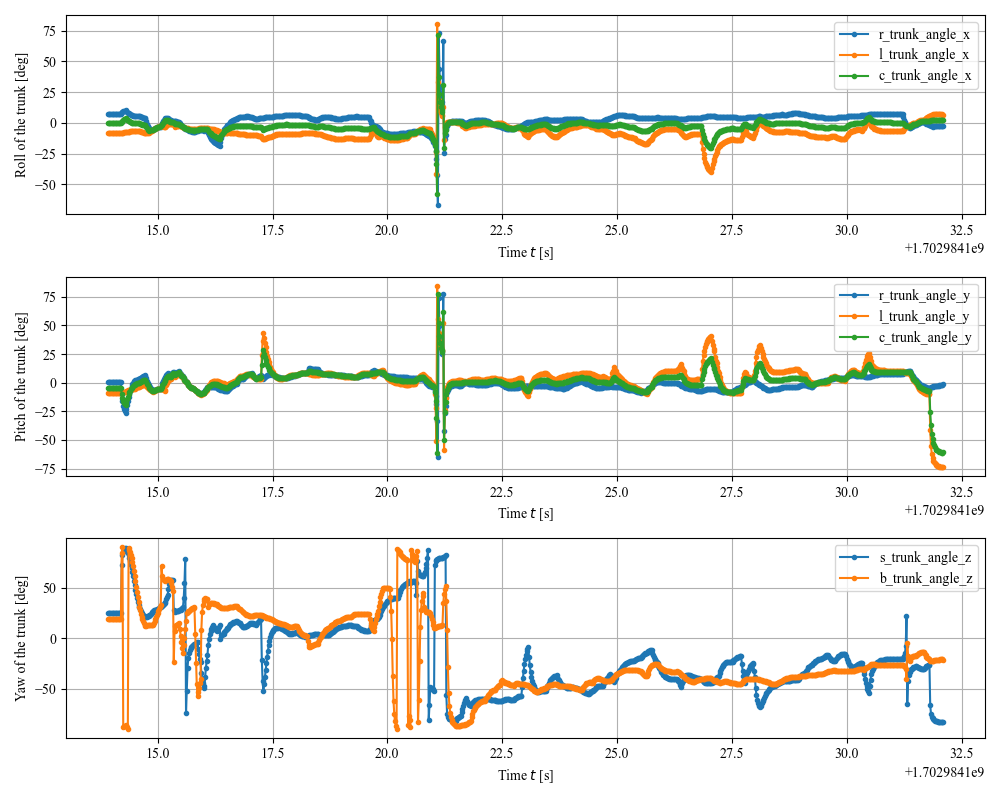 Roll of the trunk [deg]
75
50
25
0
−25
−50
r_trunk_angle_x
l_trunk_angle_x
c_trunk_angle_x
15.0 17.5 20.0 22.5 25.0 27.5 30.0 32.5
Time t [s]
+1.7029841e9
Pitch of the trunk [deg]
75
50
25
0
−25
−50
−75
r_trunk_angle_y
l_trunk_angle_y
c_trunk_angle_y
15.0 17.5 20.0 22.5 25.0 27.5 30.0 32.5
Time t [s]
+1.7029841e9
Yaw of the trunk [deg]
50
0
−50
s_trunk_angle_z
b_trunk_angle_z
15.0 17.5 20.0 22.5 25.0 27.5 30.0 32.5
Time t [s]
+1.7029841e9